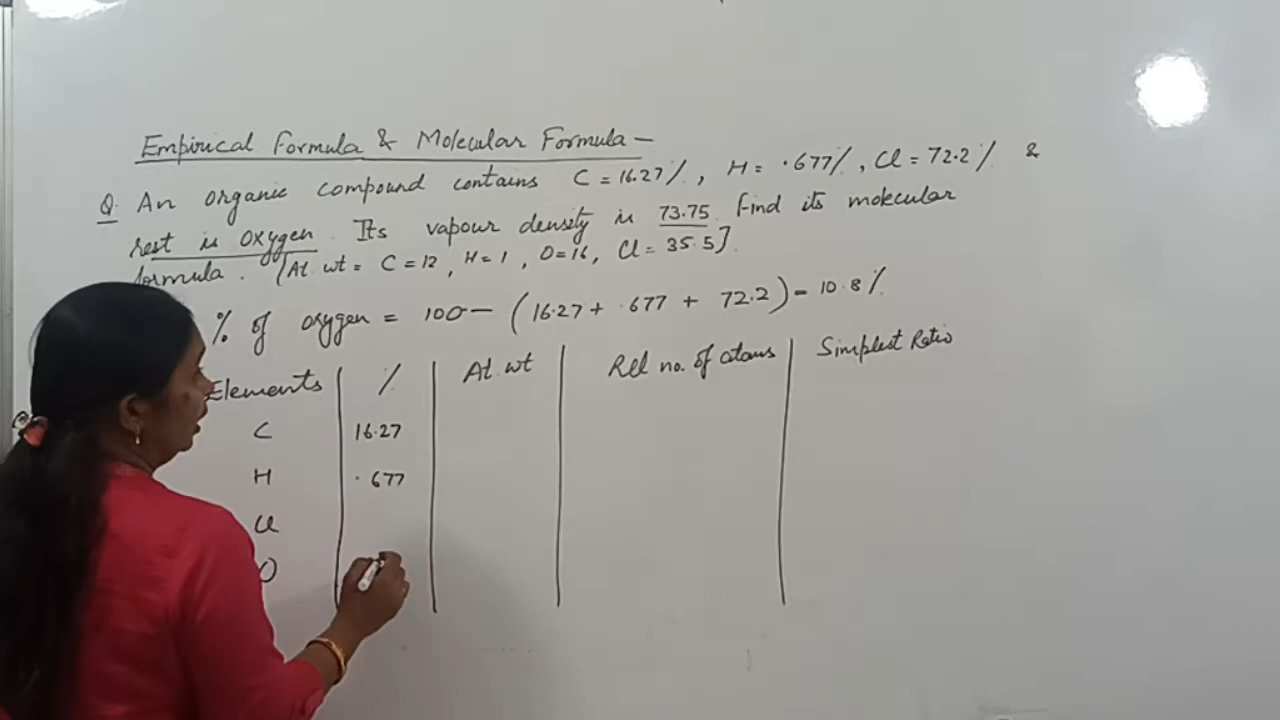 Empirical Formula & Molecular Formula –
Q. An organic compound contains C = 16.27%, H = .677%, Cl = 72.2% &
rest is oxygen. Its vapour density is 73.75. Find its molecular
formula. [At. wt = C = 12, H = 1, O = 16, Cl = 35.5].
% of oxygen = 100 – (16.27 + .677 + 72.2) = 10.8%
Elements % At. wt Rel no. of atoms Simplest Ratio
C 16.27
H .677
Cl
O